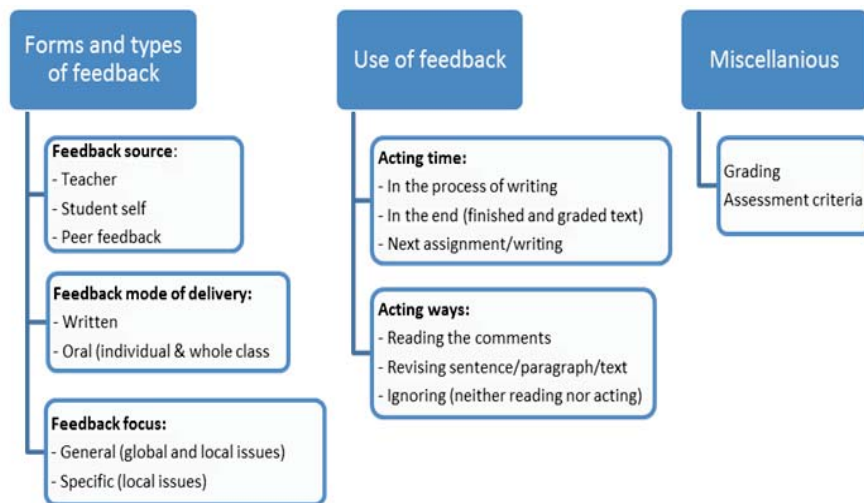 Forms and types
of feedback
Feedback source:
- Teacher
- Student self
- Peer feedback
Feedback mode of delivery:
- Written
- Oral (individual & whole class
Feedback focus:
- General (global and local issues)
- Specific (local issues)
Use of feedback
Acting time:
- In the process of writing
- In the end (finished and graded text)
- Next assignment/writing
Acting ways:
- Reading the comments
- Revising sentence/paragraph/text
- Ignoring (neither reading nor acting)
Miscellanious
Grading
Assessment criteria